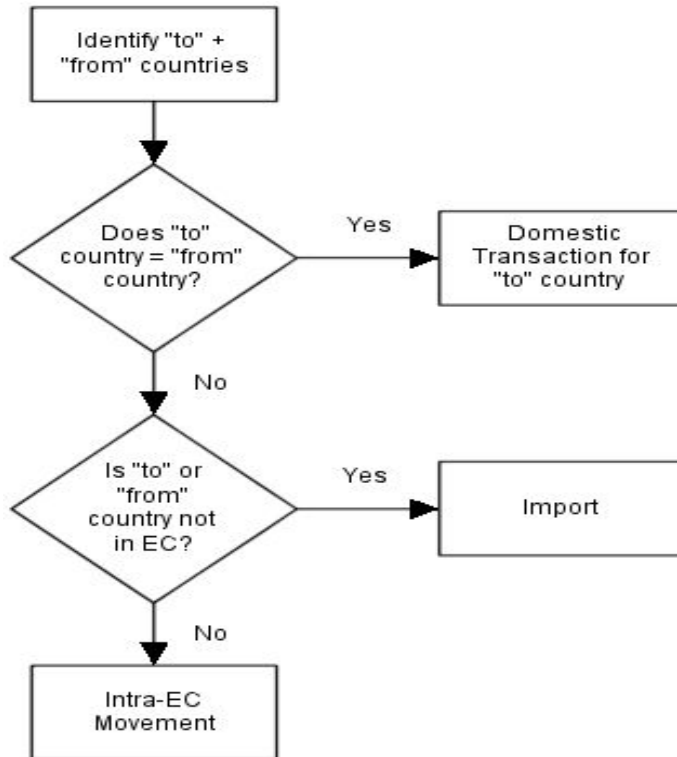 Identify "to" +
"from" countries
Does "to"
country = "from"
country?
Yes
Domestic
Transaction for
"to" country
No
Is "to" or
"from"
country not
in EC?
Yes
Import
No
Intra-EC
Movement